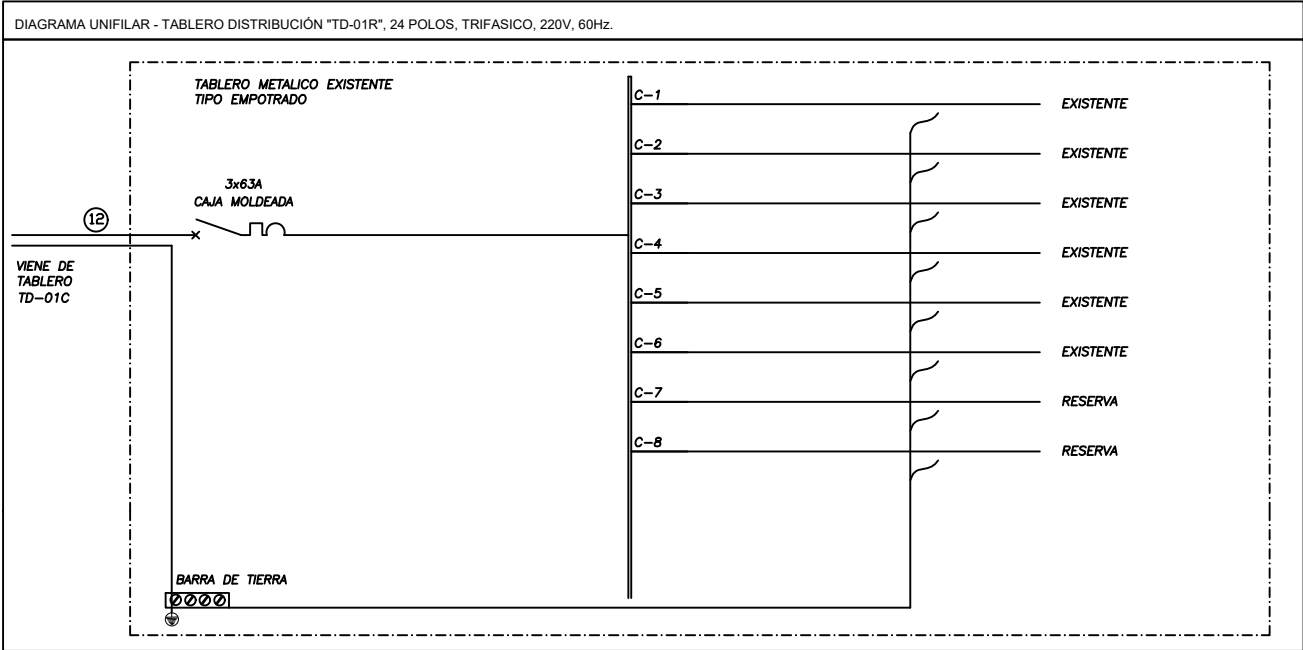 DIAGRAMA UNIFILAR - TABLERO DISTRIBUCIÓN "TD-01R", 24 POLOS, TRIFASICO, 220V, 60Hz.
TABLERO METALICO EXISTENTE
TIPO EMPOTRADO
3x63A
CAJA MOLDEADA
12
VIENE DE
TABLERO
TD-01C
C-1
EXISTENTE
C-2
EXISTENTE
C-3
EXISTENTE
C-4
EXISTENTE
C-5
EXISTENTE
C-6
EXISTENTE
C-7
RESERVA
C-8
RESERVA
BARRA DE TIERRA